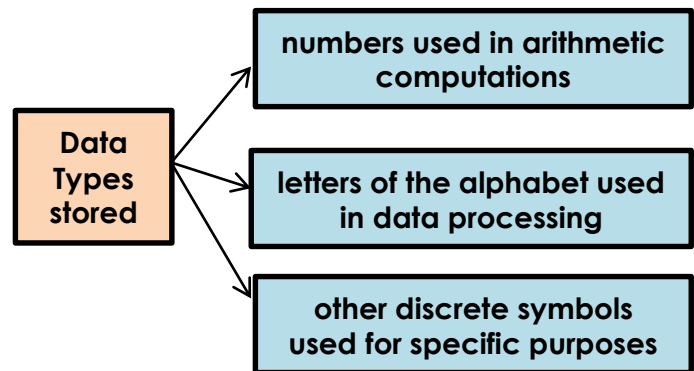 Data
Types
stored
numbers used in arithmetic
computations
letters of the alphabet used
in data processing
other discrete symbols
used for specific purposes